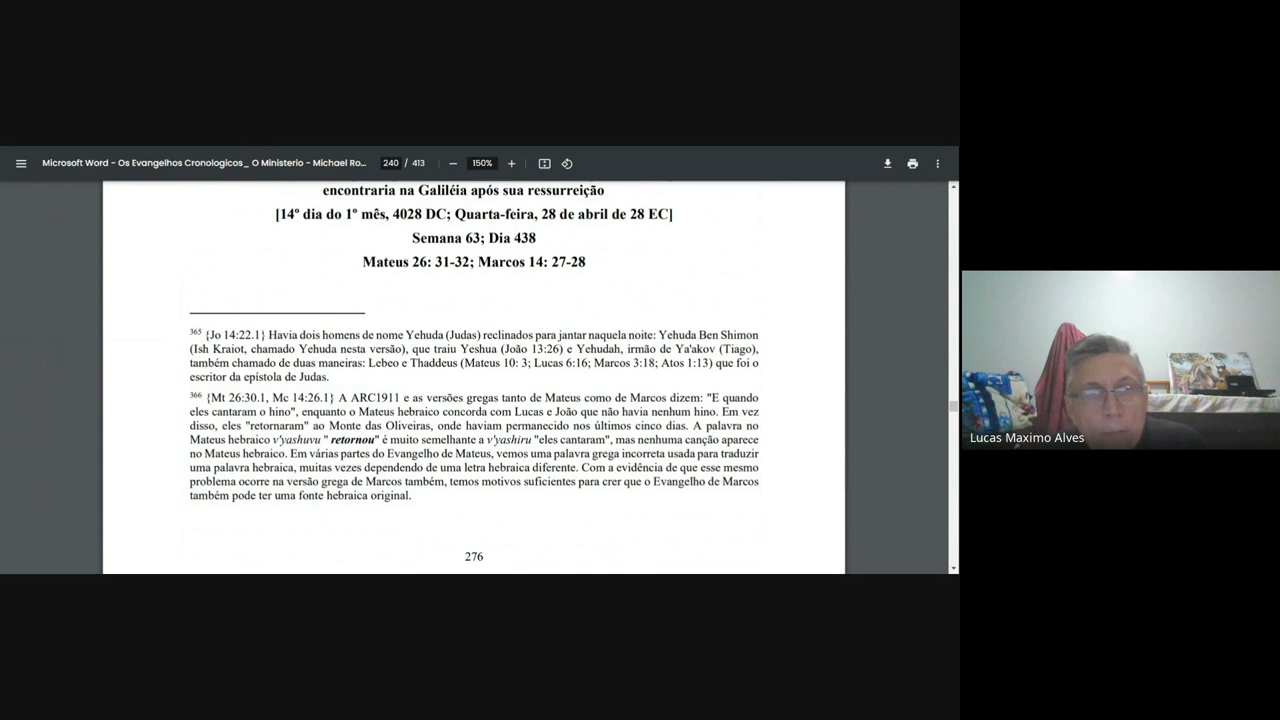 Microsoft Word - Os Evangelhos Cronologicos_ O Ministerio - Michael Ro... 240 / 413 150%
encontraria na Galiléia após sua ressurreição
[14º dia do 1º mês, 4028 DC; Quarta-feira, 28 de abril de 28 EC]
Semana 63; Dia 438
Mateus 26: 31-32; Marcos 14: 27-28
365 {Jo 14:22.1} Havia dois homens de nome Yehuda (Judas) reclinados para jantar naquela noite: Yehuda Ben Shimon
(Ish Kraiot, chamado Yehuda nesta versão), que traiu Yeshua (João 13:26) e Yehudah, irmão de Ya'akov (Tiago),
também chamado de duas maneiras: Lebeo e Thaddeus (Mateus 10: 3; Lucas 6:16; Marcos 3:18; Atos 1:13) que foi o
escritor da epístola de Judas.
366 {Mt 26:30.1, Mc 14:26.1} A ARC1911 e as versões gregas tanto de Mateus como de Marcos dizem: "E quando
eles cantaram o hino", enquanto o Mateus hebraico concorda com Lucas e João que não havia nenhum hino. Em vez
disso, eles "retornaram" ao Monte das Oliveiras, onde haviam permanecido nos últimos cinco dias. A palavra no
Mateus hebraico v'yashuvu " retornou" é muito semelhante a v'yashiru "eles cantaram", mas nenhuma canção aparece
no Mateus hebraico. Em várias partes do Evangelho de Mateus, vemos uma palavra grega incorreta usada para traduzir
uma palavra hebraica, muitas vezes dependendo de uma letra hebraica diferente. Com a evidência de que esse mesmo
problema ocorre na versão grega de Marcos também, temos motivos suficientes para crer que o Evangelho de Marcos
também pode ter uma fonte hebraica original.
276
Lucas Maximo Alves